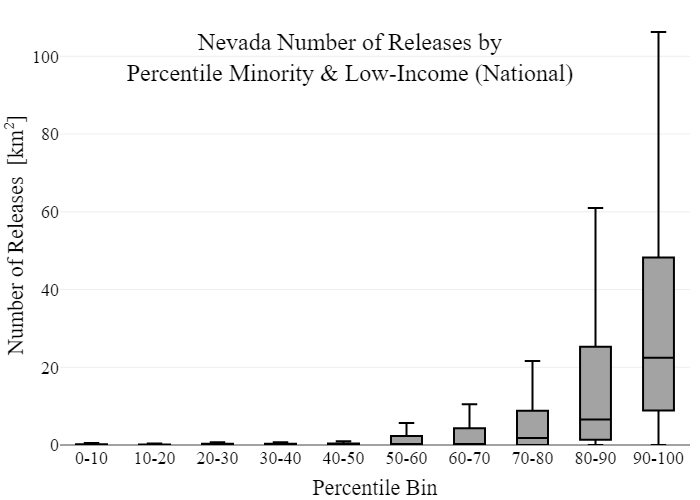 Nevada Number of Releases by
Percentile Minority & Low-Income (National)
Number of Releases [km²]
100
80
60
40
20
0
0-10 10-20 20-30 30-40 40-50 50-60 60-70 70-80 80-90 90-100
Percentile Bin